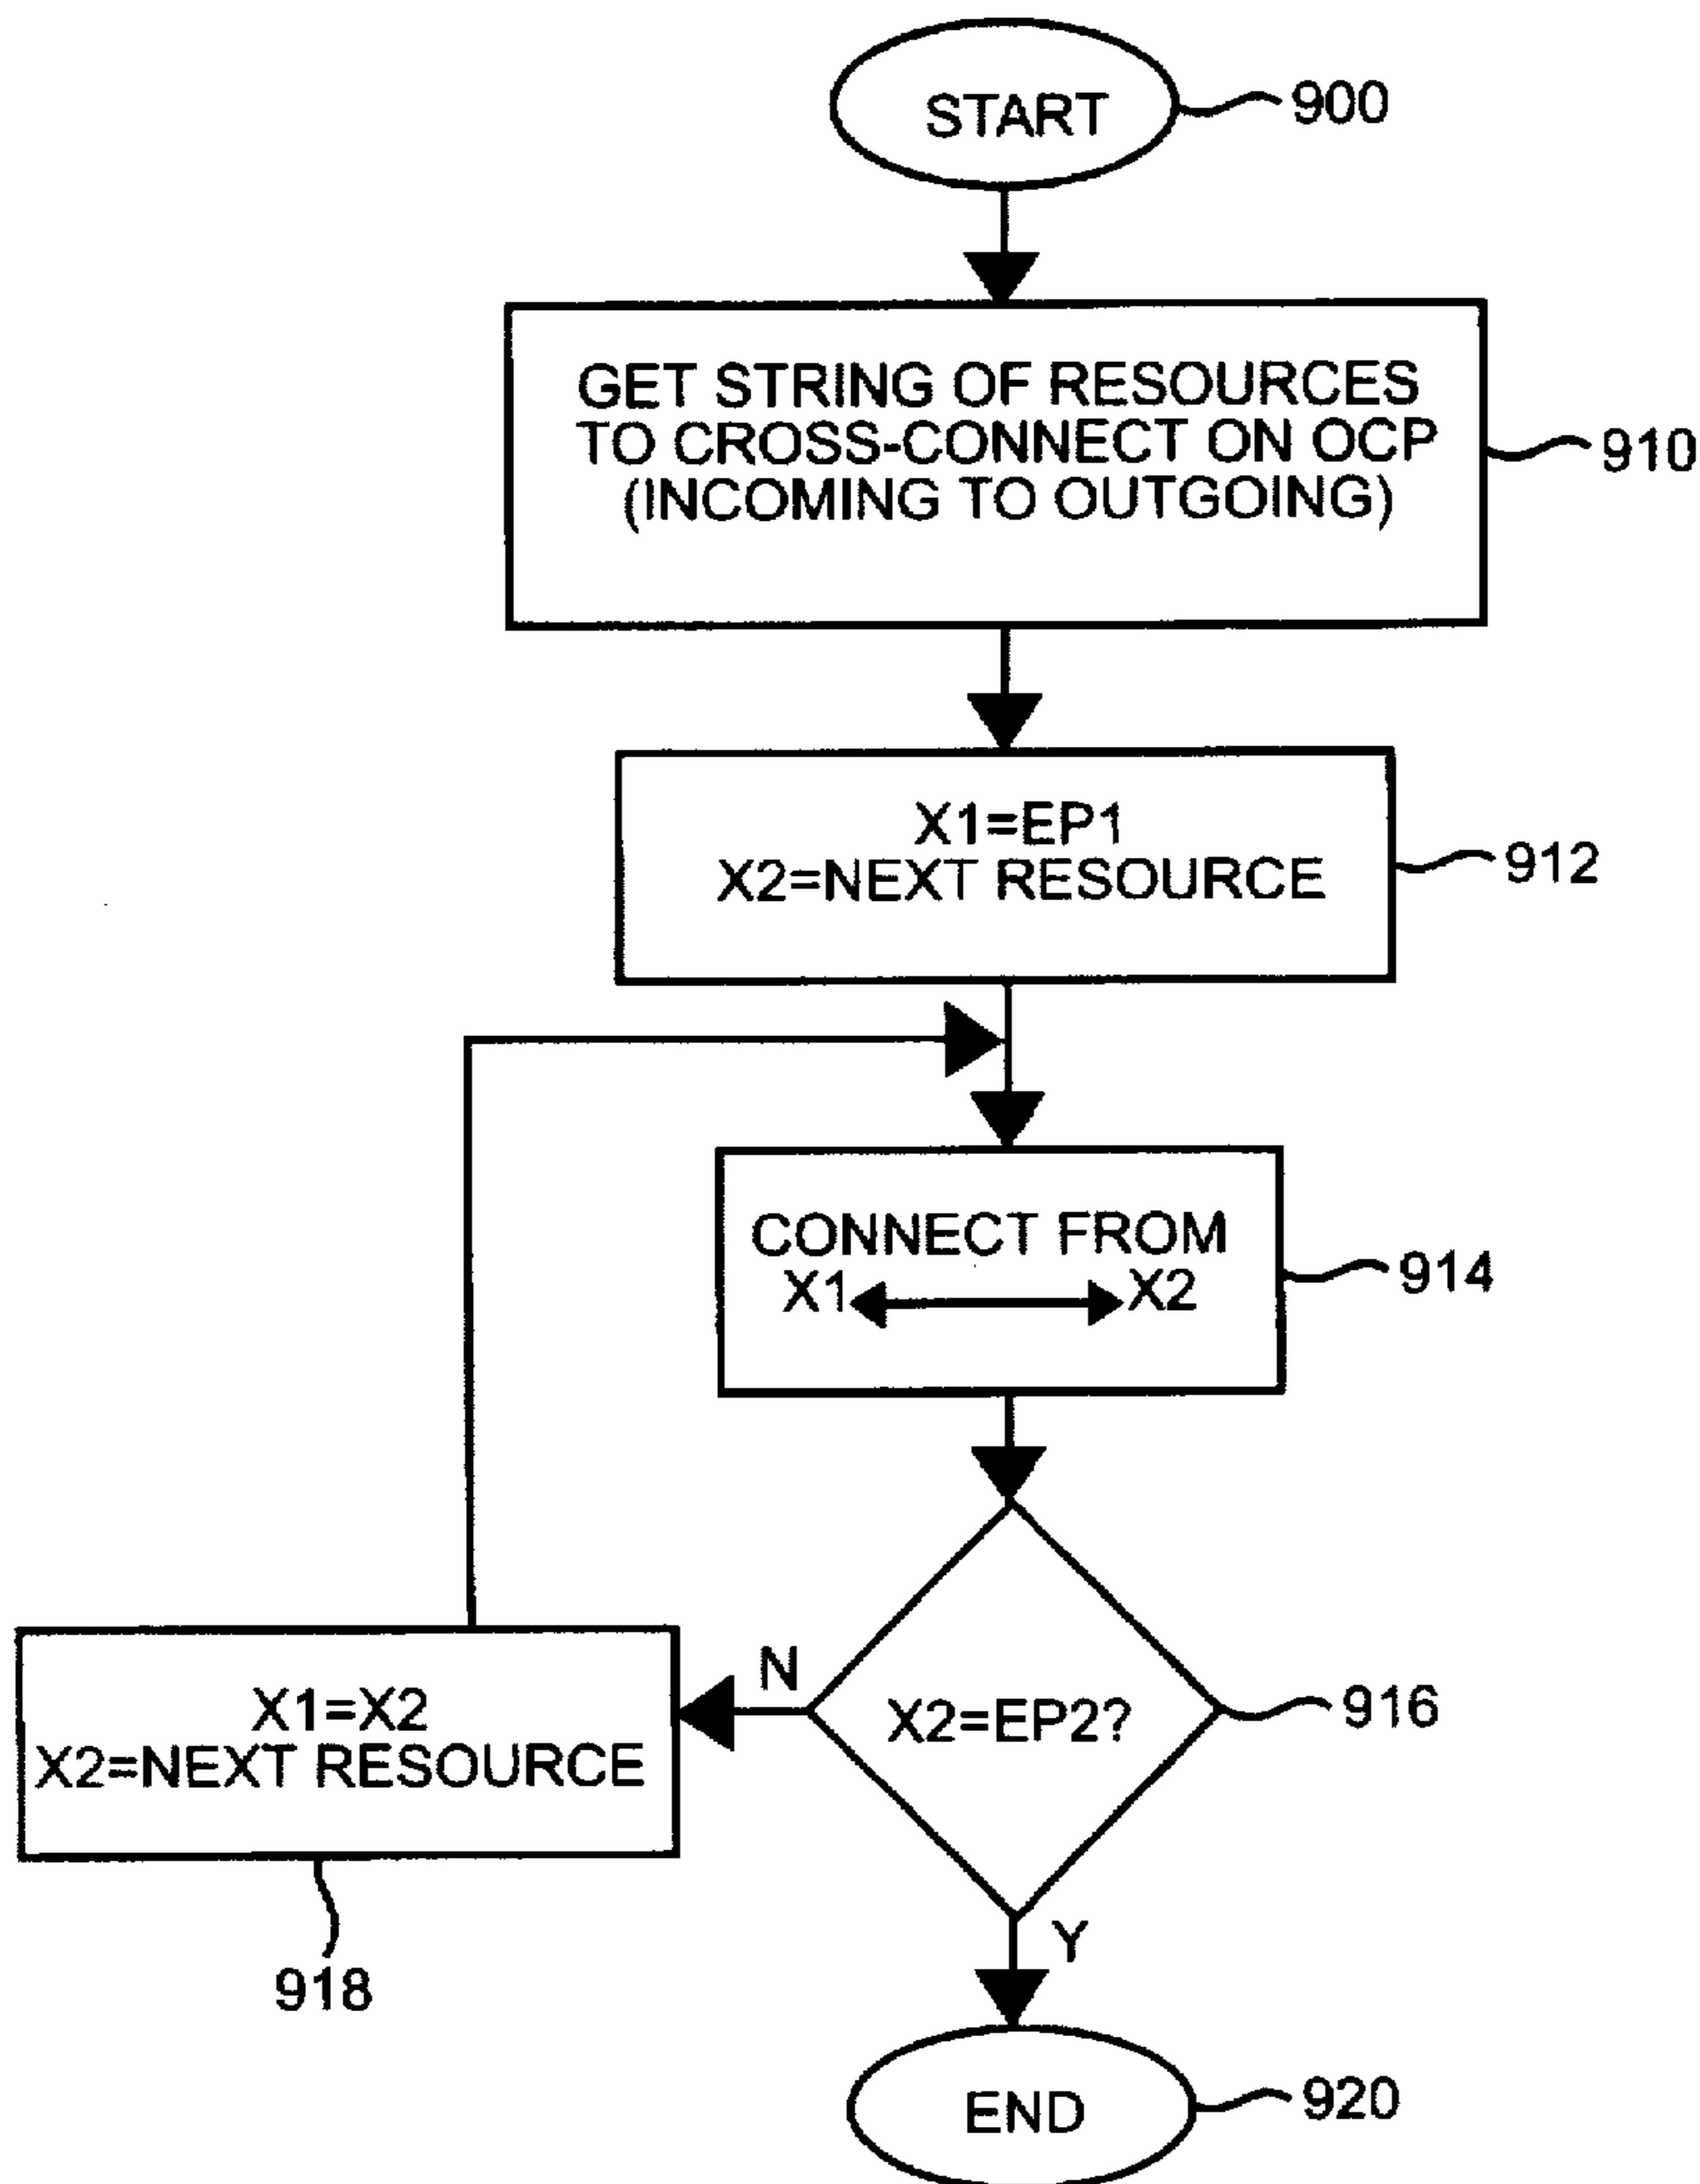 START
900
GET STRING OF RESOURCES
TO CROSS-CONNECT ON OCP
(INCOMING TO OUTGOING)
910
X1=EP1
X2=NEXT RESOURCE
912
CONNECT FROM
X1 X2
914
X2=EP2?
916
N
X1=X2
X2=NEXT RESOURCE
918
Y
END
920